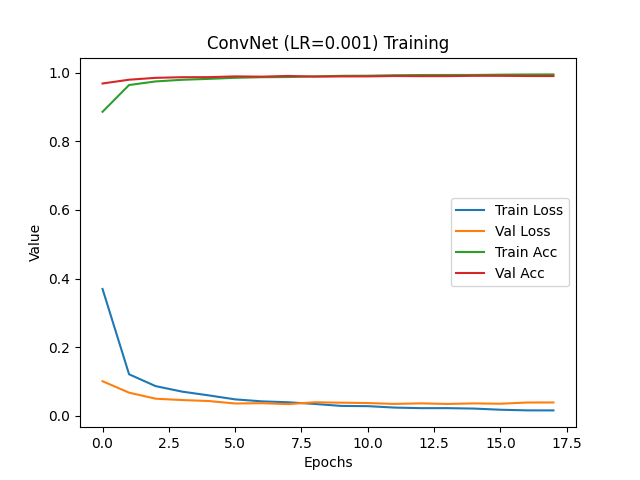 ConvNet (LR=0.001) Training
Value
1.0
0.8
0.6
0.4
0.2
0.0
Train Loss
Val Loss
Train Acc
Val Acc
0.0 2.5 5.0 7.5 10.0 12.5 15.0 17.5
Epochs